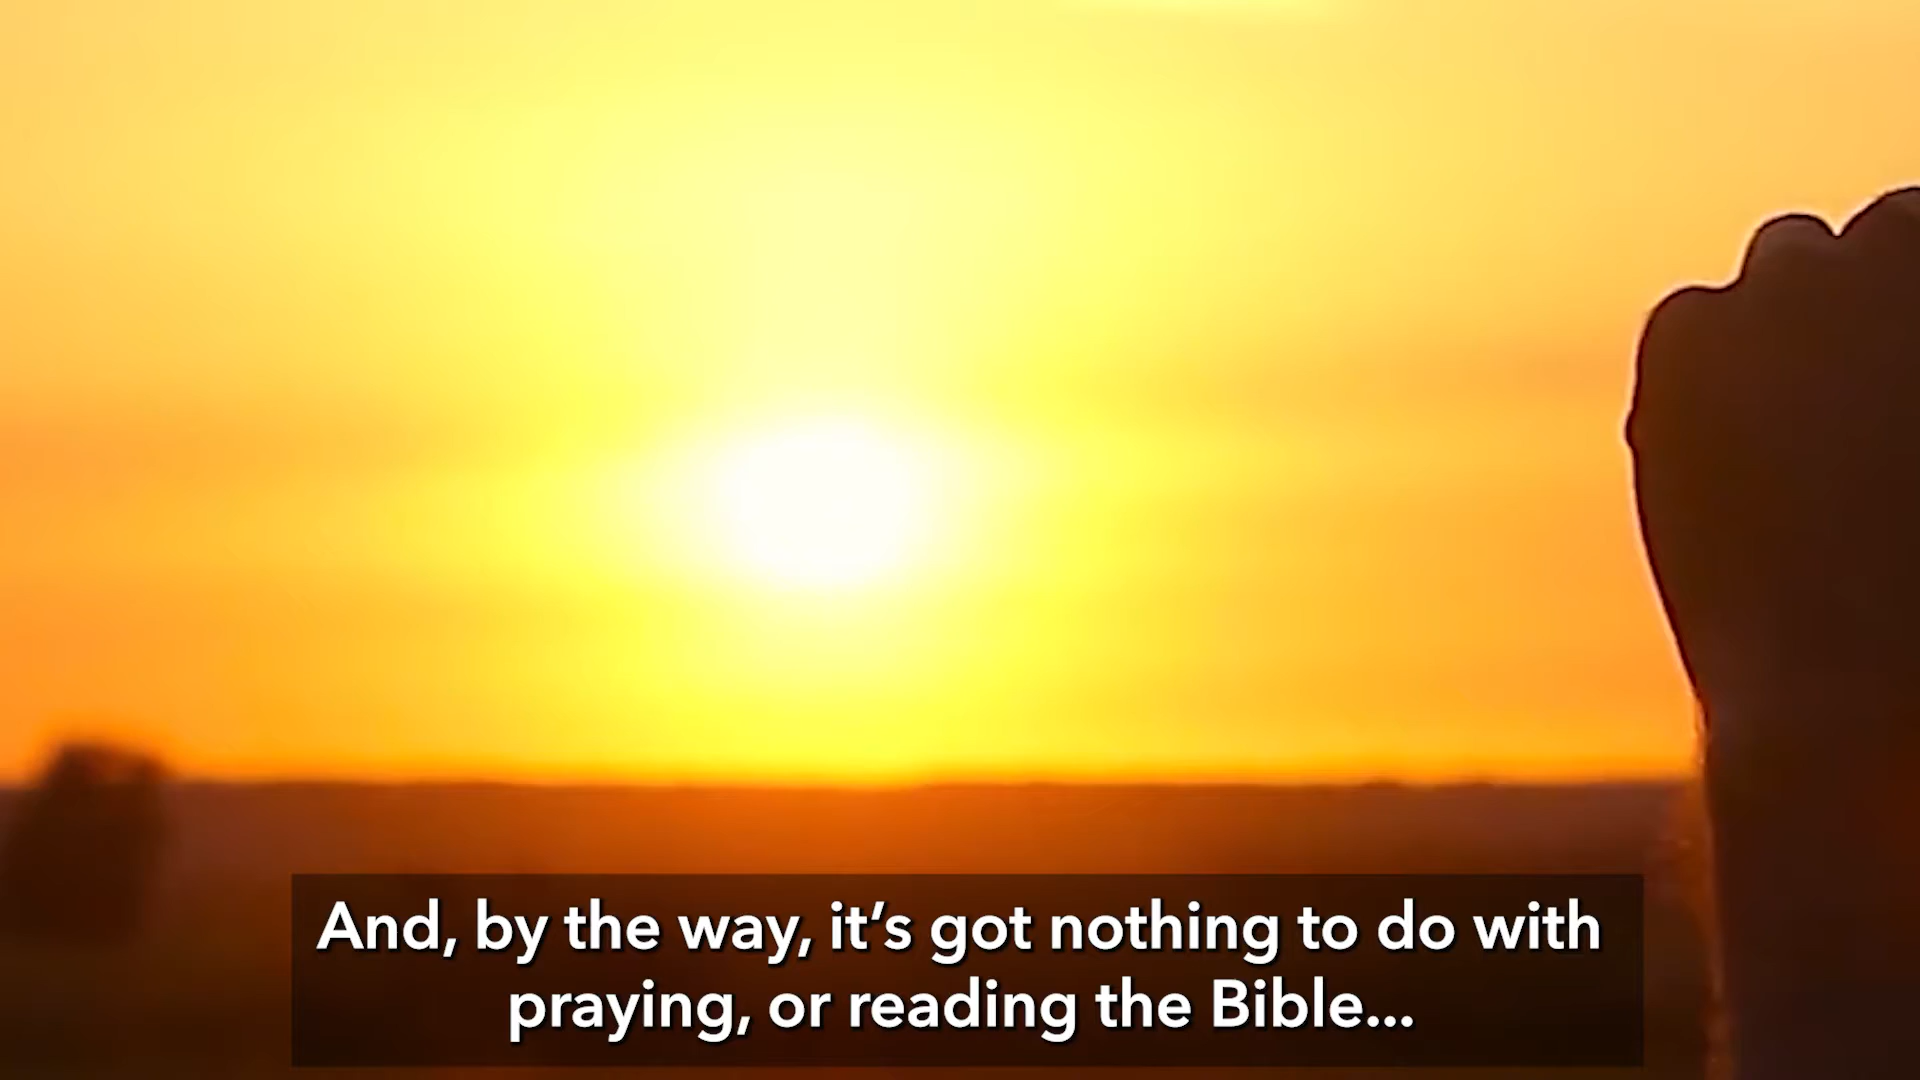 And, by the way, it’s got nothing to do with
praying, or reading the Bible...